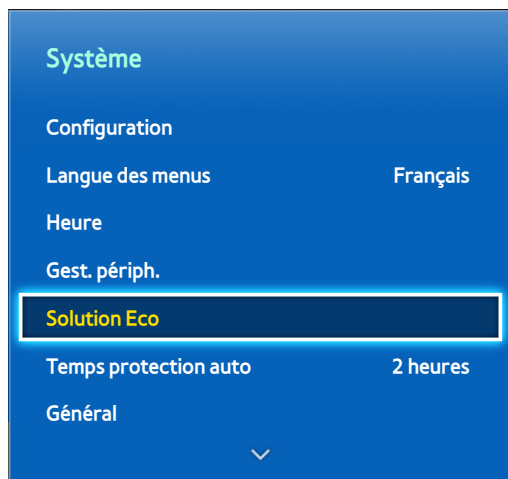 Système
Configuration
Langue des menus Français
Heure
Gest. périph.
Solution Eco
Temps protection auto 2 heures
Général